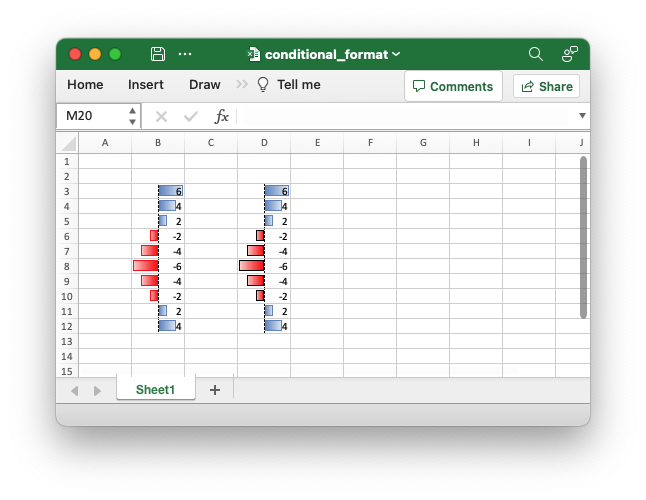 conditional_format
Home Insert Draw Tell me Comments Share
M20 fx
A B C D E F G H I J
1
2
3 6 6
4 4 4
5 2 2
6 -2 -2
7 -4 -4
8 -6 -6
9 -4 -4
10 -2 -2
11 2 2
12 4 4
13
14
15
Sheet1 +